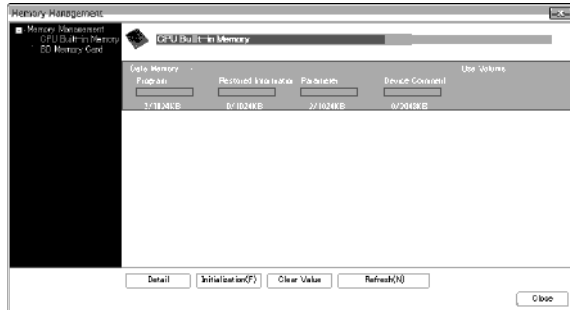 Memory Management
Memory Management
CPU Built-in Memory
SD Memory Card
CPU Built-in Memory
Data Memory
Use Volume
Program
Restored Information
Parameter
Device Comment
3/1024KB
0/1024KB
2/1024KB
0/2048KB
Detail
Initialization(F)
Clear Value
Refresh(N)
Close